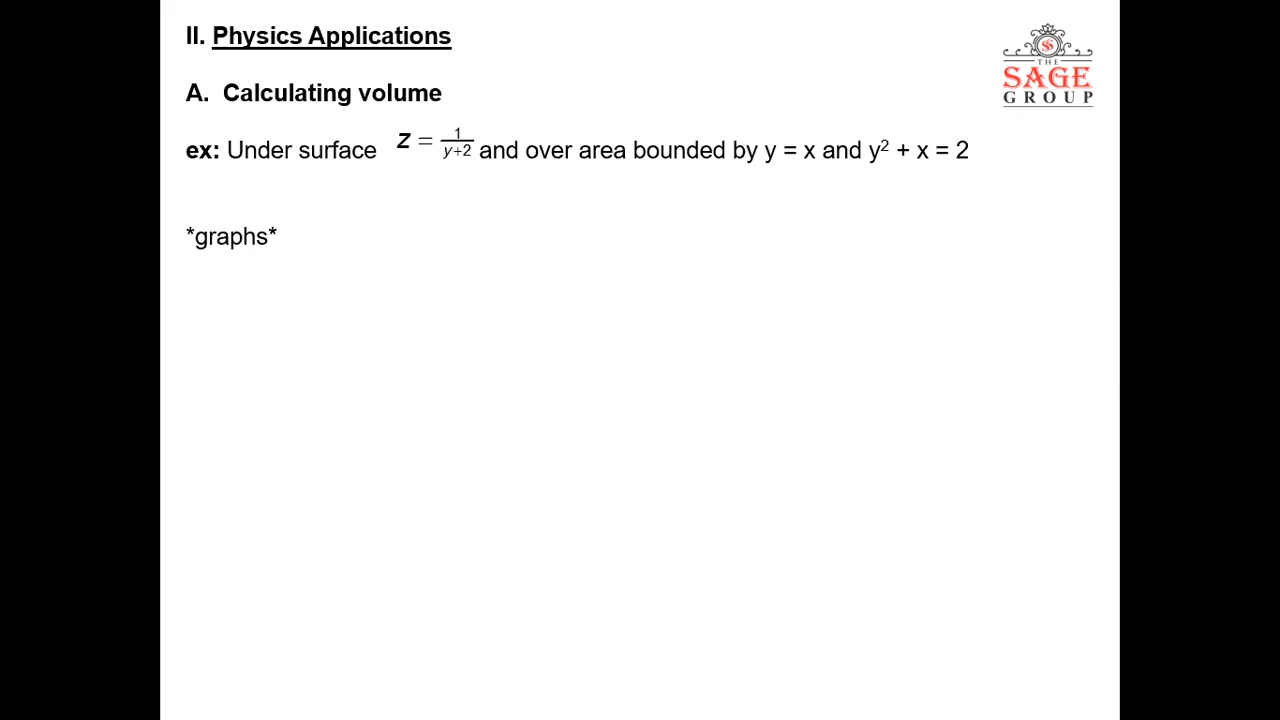 II. Physics Applications
A. Calculating volume
ex: Under surface z = 1/(y+2) and over area bounded by y = x and y² + x = 2
*graphs*
SS
THE
SAGE
GROUP